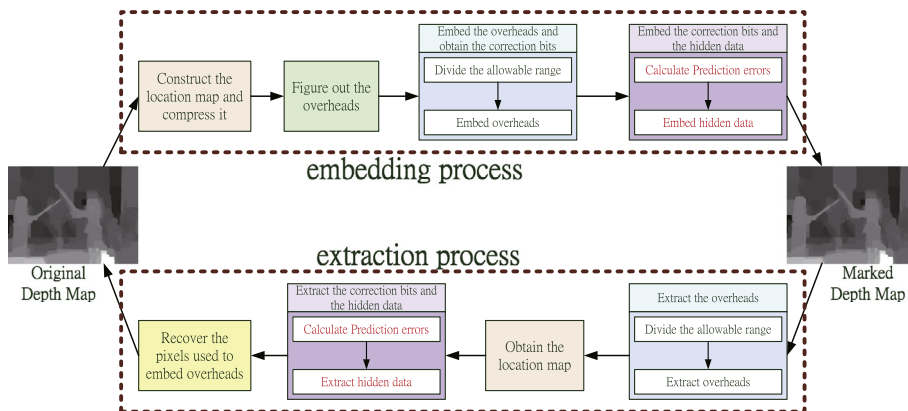 Construct the
location map and
compress it
Figure out the
overheads
Embed the overheads and
obtain the correction bits
Divide the allowable range
Embed overheads
Embed the correction bits and
the hidden data
Calculate Prediction errors
Embed hidden data
embedding process
Original
Depth Map
Marked
Depth Map
extraction process
Recover the
pixels used to
embed overheads
Extract the correction bits and
the hidden data
Calculate Prediction errors
Extract hidden data
Obtain the
location map
Extract the overheads
Divide the allowable range
Extract overheads